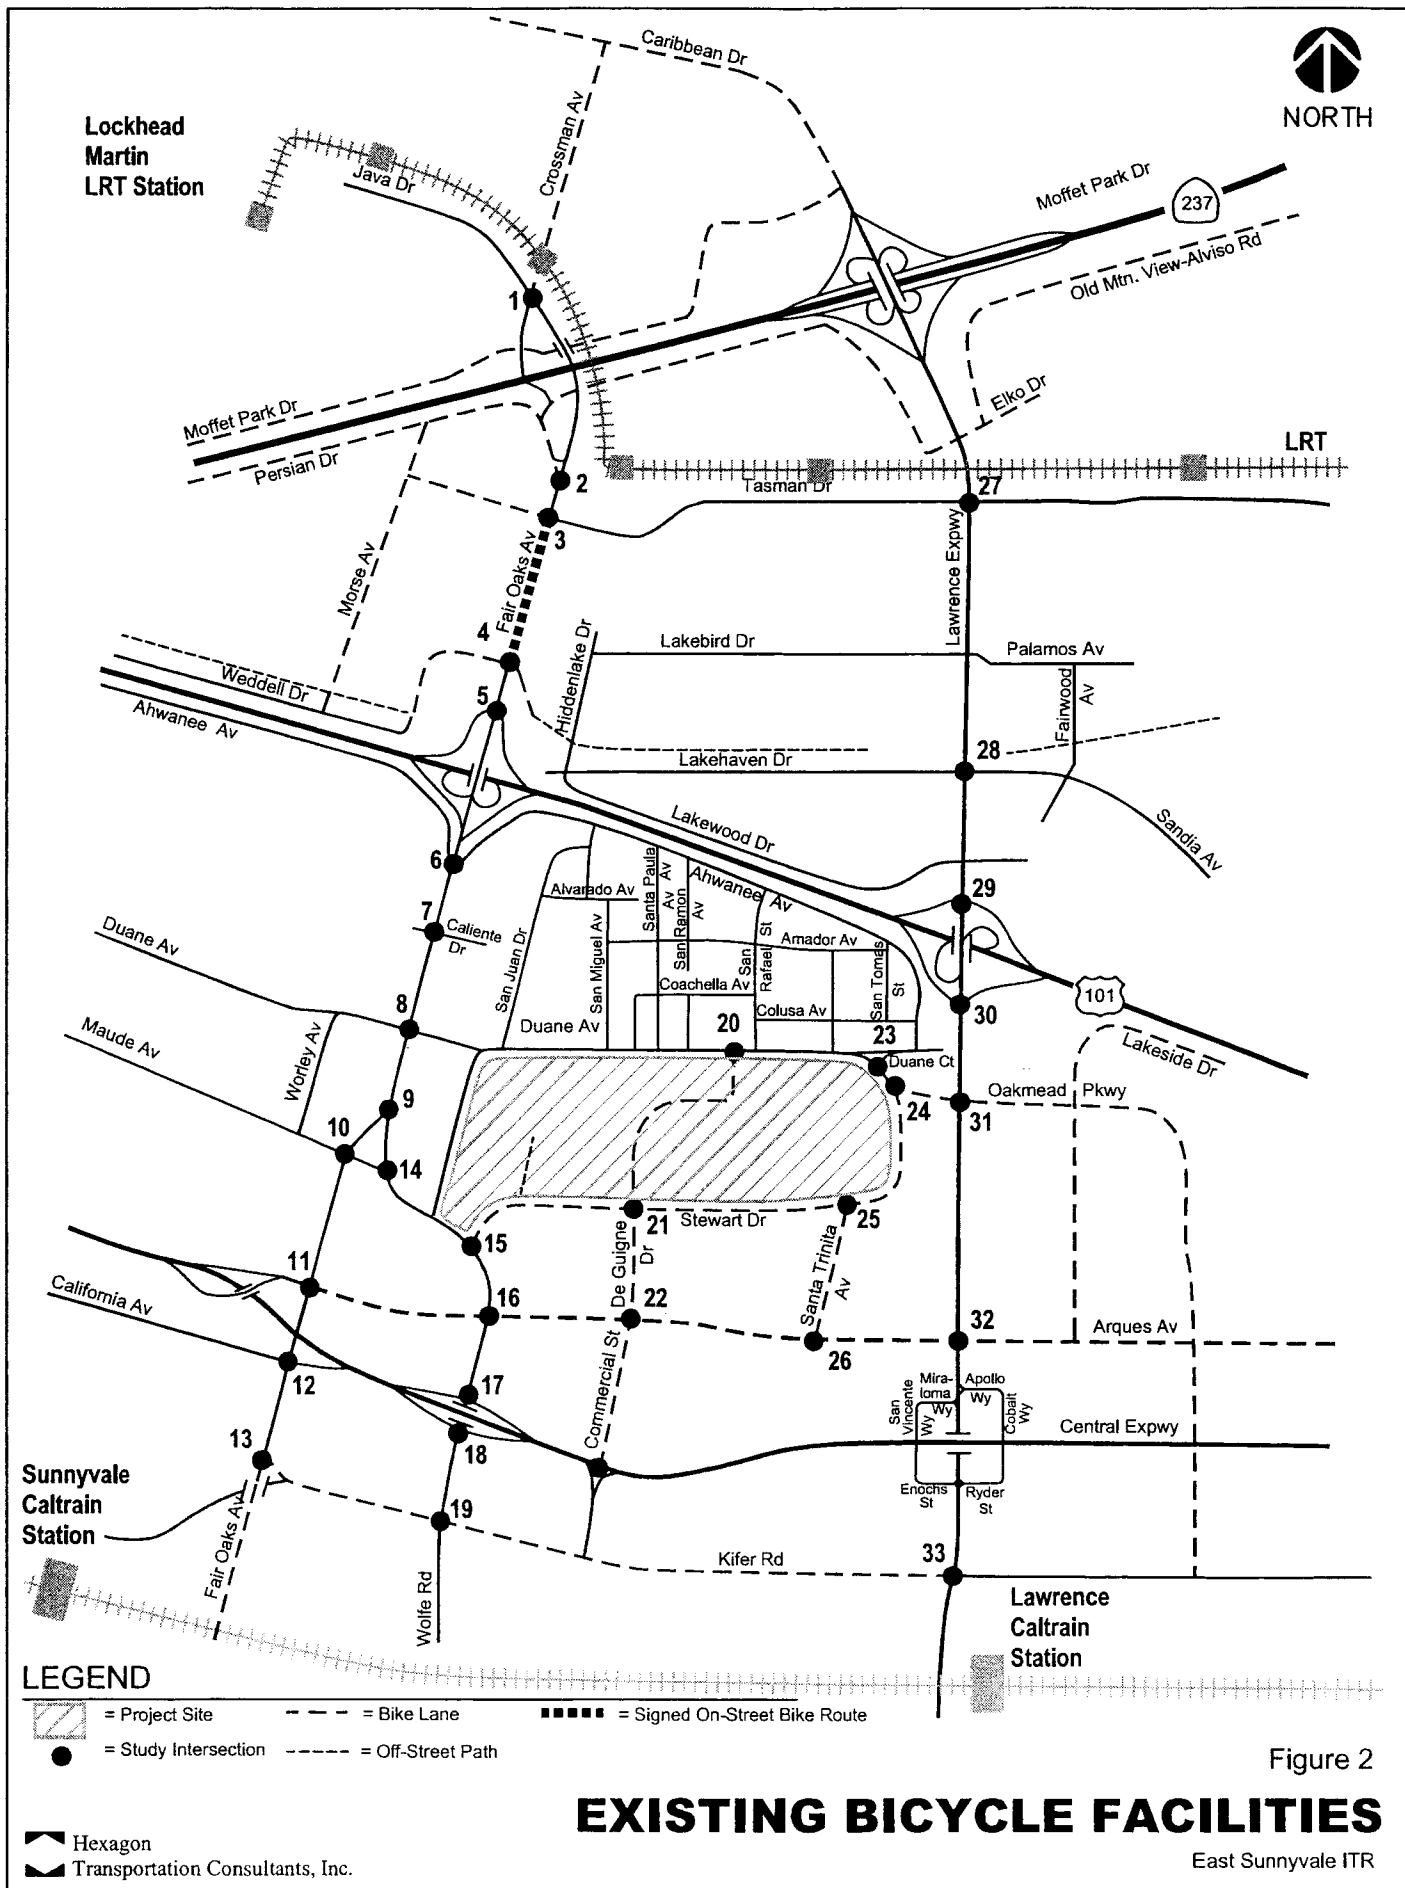 Caribbean Dr
NORTH
Lockhead
Martin
LRT Station
Crossman Av
Java Dr
Moffet Park Dr
237
Old Mtn. View-Alviso Rd
1
Elko Dr
Moffet Park Dr
Persian Dr
LRT
2
Tasman Dr
27
3
Morse Av
Fair Oaks Av
Lawrence Expwy
4
Hiddenlake Dr
Lakebird Dr
Palamos Av
Weddell Dr
5
Fairwood
Av
Ahwanee Av
Lakehaven Dr
28
Lakewood Dr
Sandia Av
6
29
Santa Paula
Av
San Ramon
Av
Ahwanee
Av
Alvarado Av
7
Caliente
Dr
Duane Av
San Juan Dr
San Miguel Av
San
Rafael St
Amador Av
San Tomas
St
Coachella Av
101
8
Colusa Av
30
Maude Av
Duane Av
20
23
Worley Av
Duane Ct
Lakeside Dr
9
24
Oakmead Pkwy
31
10
14
21
Stewart Dr
25
15
11
De Guigne
Dr
Santa Trinita
Av
California Av
16
22
32
Arques Av
26
12
Commercial St
17
San
Vincente
Wy
Mira-
loma
Wy
Apollo
Wy
Cobalt
Wy
Central Expwy
13
18
Sunnyvale
Caltrain
Station
Enochs
St
Ryder
St
19
Fair Oaks Av
Kifer Rd
33
Wolfe Rd
Lawrence
Caltrain
Station
LEGEND
= Project Site
= Bike Lane
= Signed On-Street Bike Route
= Study Intersection
= Off-Street Path
Figure 2
EXISTING BICYCLE FACILITIES
Hexagon
Transportation Consultants, Inc.
East Sunnyvale ITR